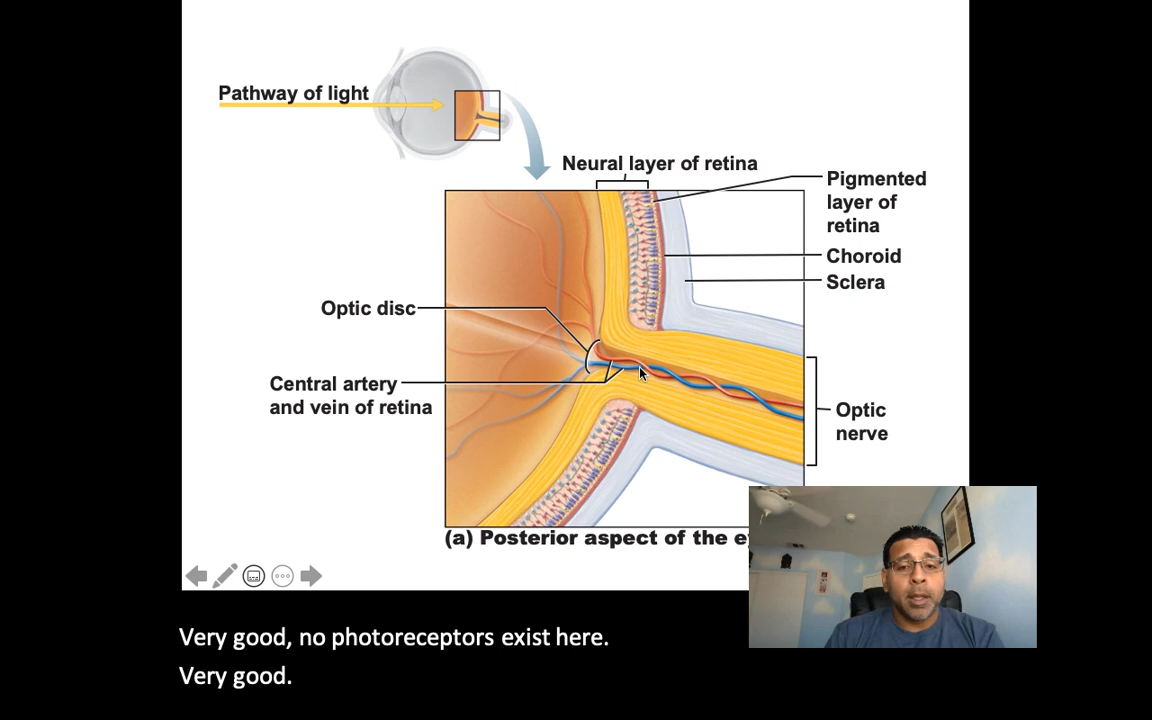 Pathway of light
Neural layer of retina
Pigmented
layer of
retina
Choroid
Sclera
Optic disc
Central artery
and vein of retina
Optic
nerve
(a) Posterior aspect of the
Very good, no photoreceptors exist here.
Very good.